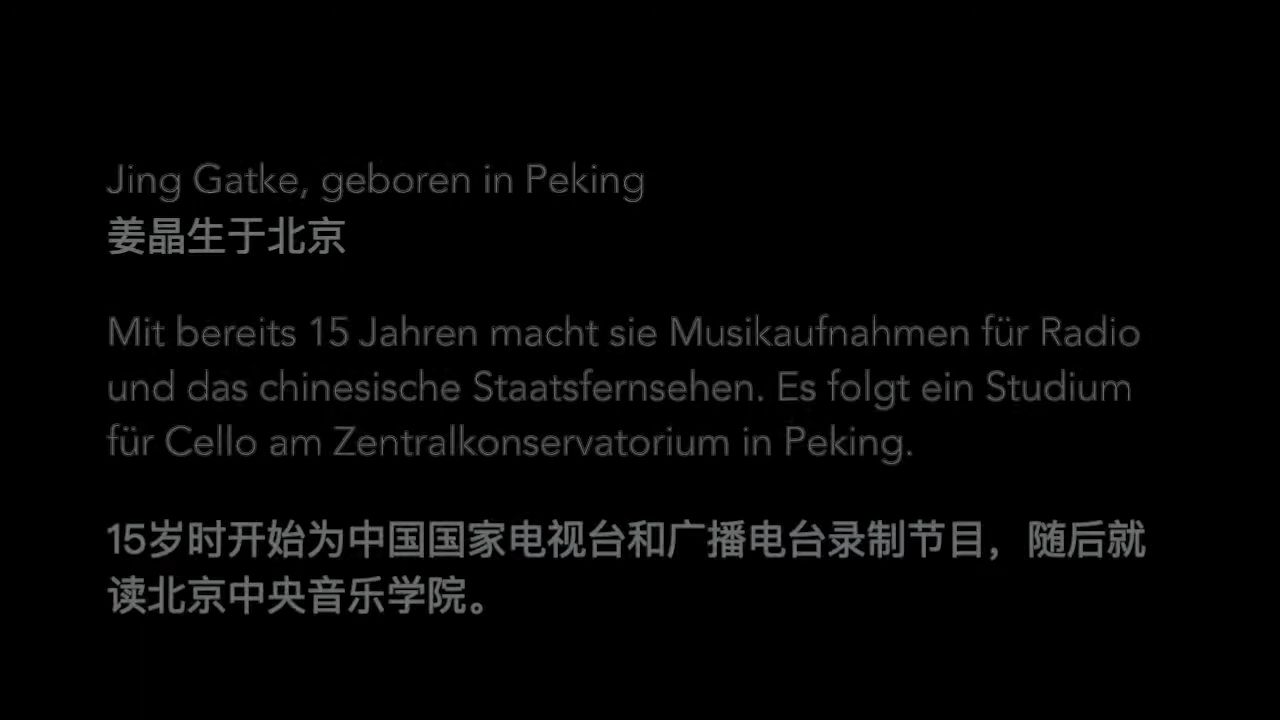 Jing Gatke, geboren in Peking
姜晶生于北京
Mit bereits 15 Jahren macht sie Musikaufnahmen für Radio
und das chinesische Staatsfernsehen. Es folgt ein Studium
für Cello am Zentralkonservatorium in Peking.
15岁时开始为中国国家电视台和广播电台录制节目，随后就
读北京中央音乐学院。